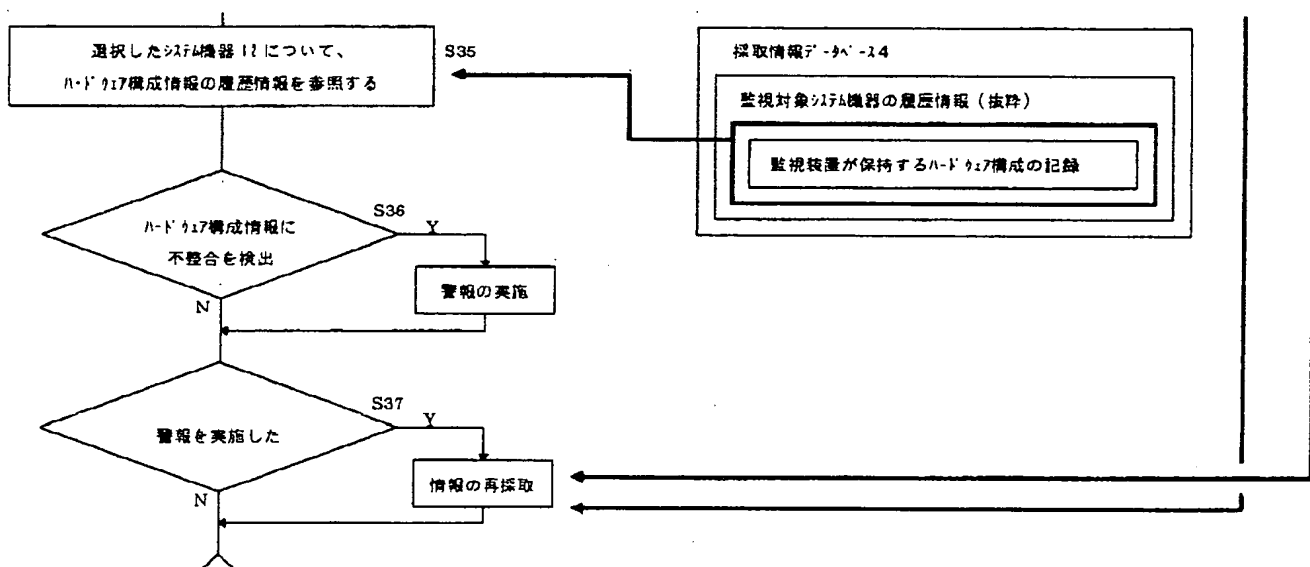 選択したシステム機器12について、
ハードウェア構成情報の履歴情報を参照する
S35
採取情報データベース4
監視対象システム機器の履歴情報（抜粋）
監視装置が保持するハードウェア構成の記録
ハードウェア構成情報に
不整合を検出
S36
Y
警報の実施
N
警報を実施した
S37
Y
情報の再採取
N